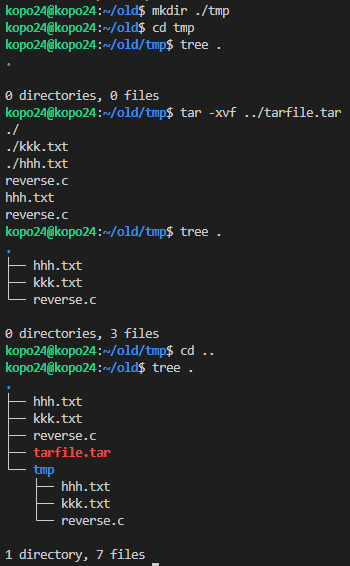 kopo24@kopo24:~/old$ mkdir ./tmp
kopo24@kopo24:~/old$ cd tmp
kopo24@kopo24:~/old/tmp$ tree .
.

0 directories, 0 files
kopo24@kopo24:~/old/tmp$ tar -xvf ../tarfile.tar
./
./kkk.txt
./hhh.txt
reverse.c
hhh.txt
reverse.c
kopo24@kopo24:~/old/tmp$ tree .
.
├── hhh.txt
├── kkk.txt
└── reverse.c

0 directories, 3 files
kopo24@kopo24:~/old/tmp$ cd ..
kopo24@kopo24:~/old$ tree .
.
├── hhh.txt
├── kkk.txt
├── reverse.c
├── tarfile.tar
└── tmp
    ├── hhh.txt
    ├── kkk.txt
    └── reverse.c

1 directory, 7 files